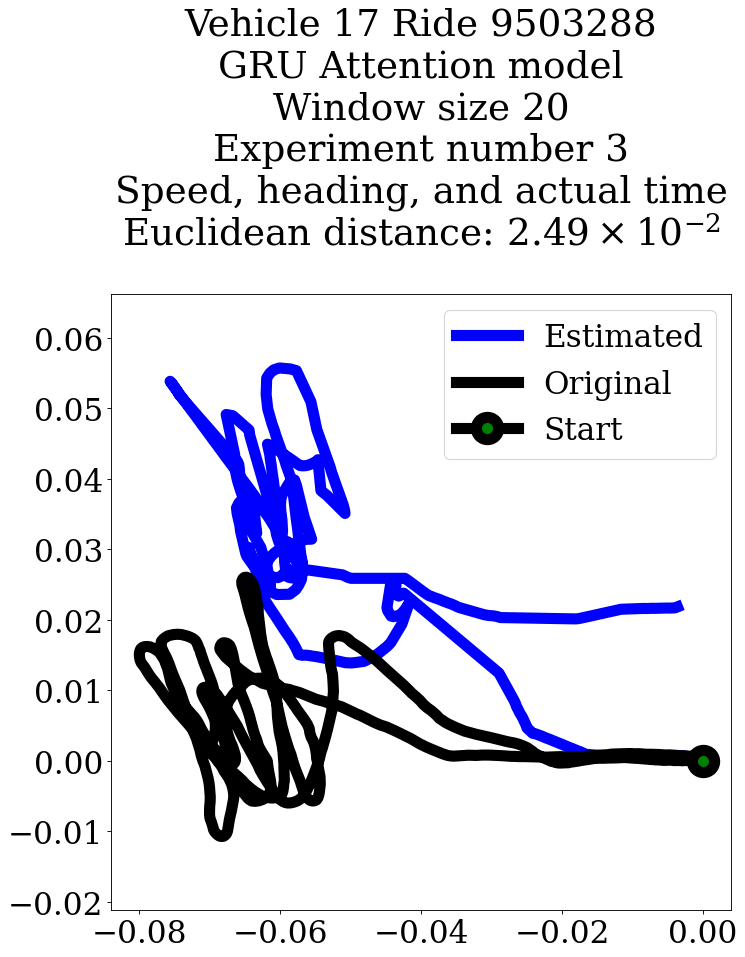 Vehicle 17 Ride 9503288
GRU Attention model
Window size 20
Experiment number 3
Speed, heading, and actual time
Euclidean distance: 2.49 × 10⁻²
Estimated
Original
Start
0.06
0.05
0.04
0.03
0.02
0.01
0.00
−0.01
−0.02
−0.08 −0.06 −0.04 −0.02 0.00